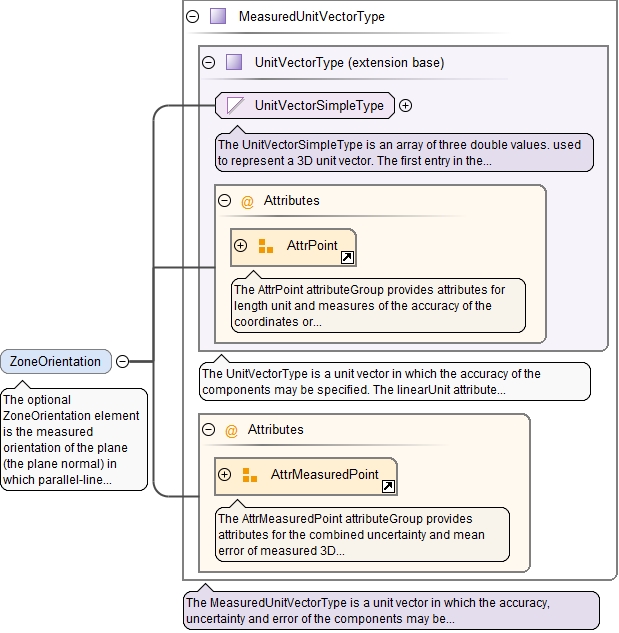 MeasuredUnitVectorType
UnitVectorType (extension base)
UnitVectorSimpleType
The UnitVectorSimpleType is an array of three double values. used
to represent a 3D unit vector. The first entry in the...
@ Attributes
AttrPoint
The AttrPoint attributeGroup provides attributes for
length unit and measures of the accuracy of the
coordinates or...
The UnitVectorType is a unit vector in which the accuracy of the
components may be specified. The linearUnit attribute...
ZoneOrientation
The optional
ZoneOrientation element
is the measured
orientation of the plane
(the plane normal) in
which parallel-line...
@ Attributes
AttrMeasuredPoint
The AttrMeasuredPoint attributeGroup provides
attributes for the combined uncertainty and mean
error of measured 3D...
The MeasuredUnitVectorType is a unit vector in which the accuracy,
uncertainty and error of the components may be...